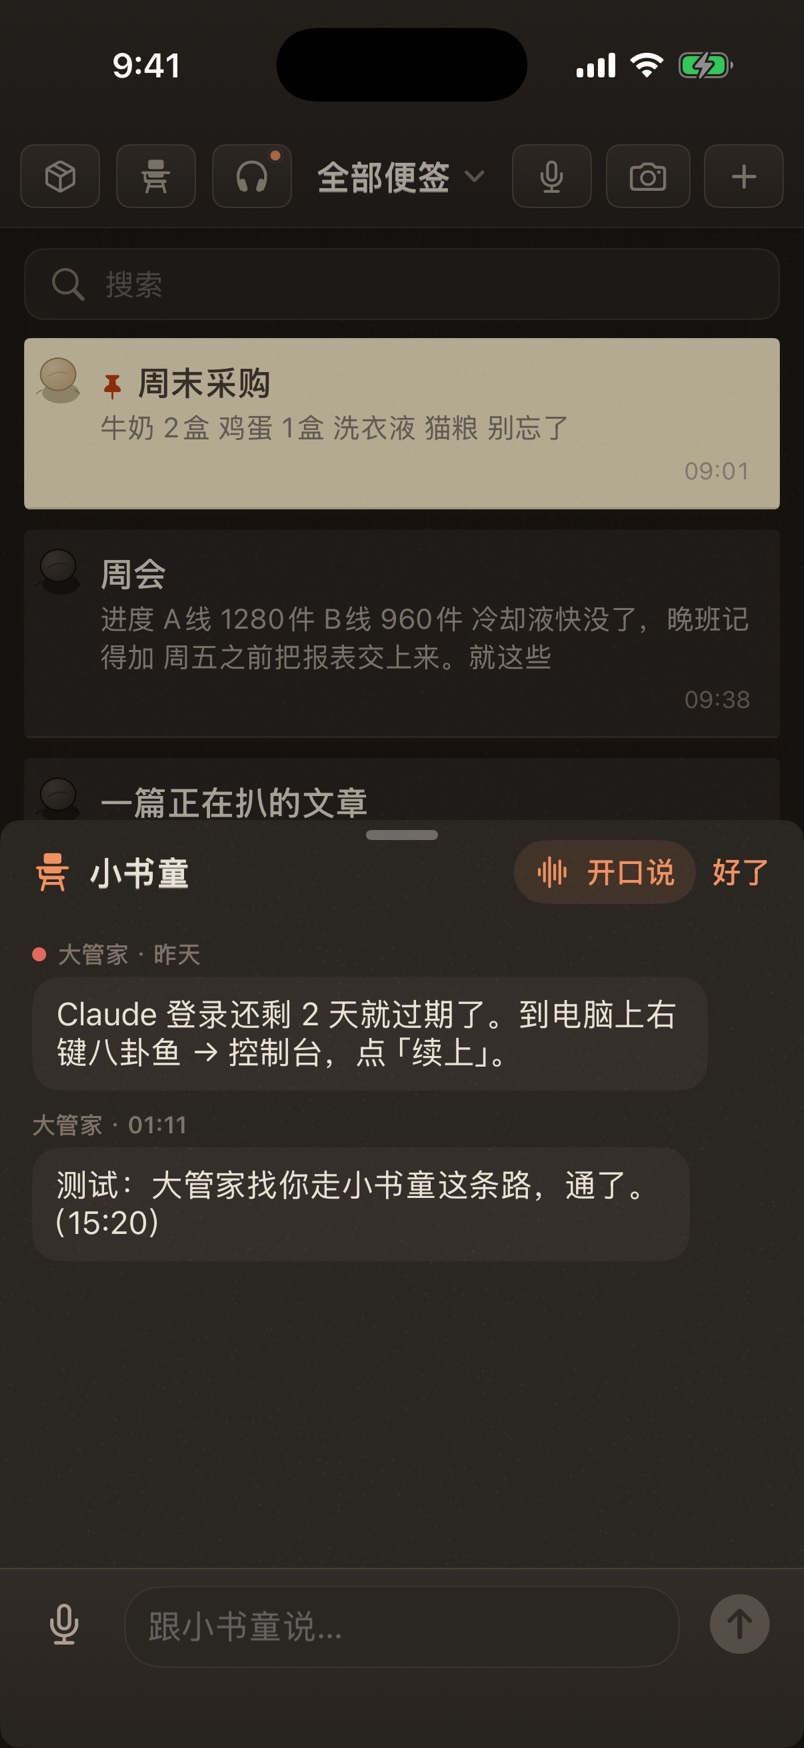 9:41
全部便签
搜索
周末采购
牛奶 2盒 鸡蛋 1盒 洗衣液 猫粮 别忘了
09:01
周会
进度 A线 1280件 B线 960件 冷却液快没了，晚班记
得加 周五之前把报表交上来。就这些
09:38
一篇正在扒的文章
小书童
开口说
好了
大管家 · 昨天
Claude 登录还剩 2 天就过期了。到电脑上右
键八卦鱼 → 控制台，点「续上」。
大管家 · 01:11
测试：大管家找你走小书童这条路，通了。
(15:20)
跟小书童说...